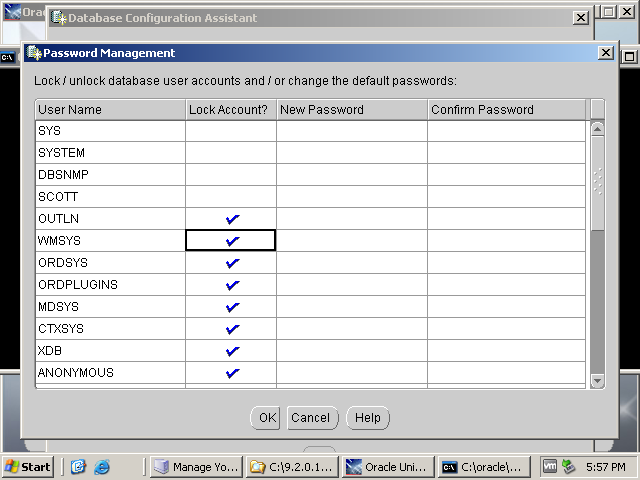 Ora
Database Configuration Assistant
Password Management
Lock / unlock database user accounts and / or change the default passwords:
User Name Lock Account? New Password Confirm Password
SYS
SYSTEM
DBSNMP
SCOTT
OUTLN
WMSYS
ORDSYS
ORDPLUGINS
MDSYS
CTXSYS
XDB
ANONYMOUS
OK Cancel Help
Start Manage Yo... C:\9.2.0.1... Oracle Uni... C:\oracle\... vm 5:57 PM